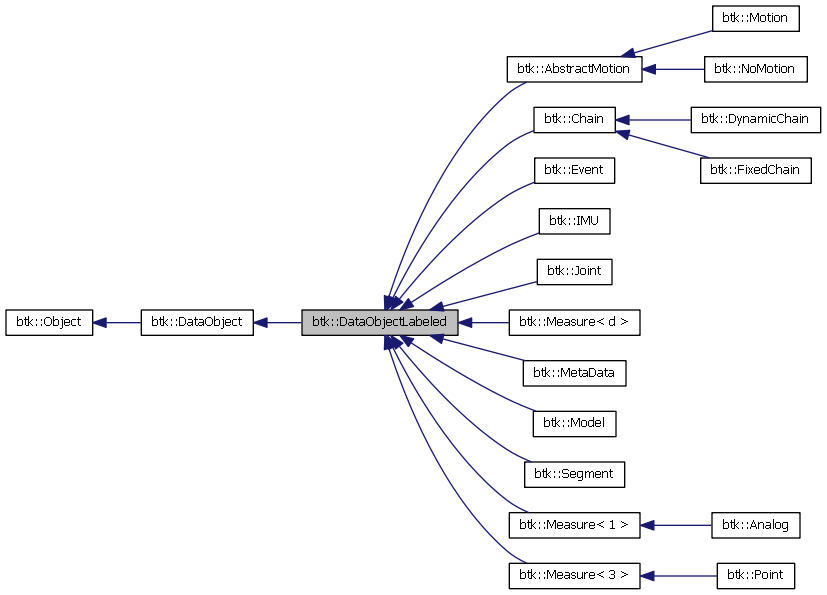 btk::Motion
btk::AbstractMotion
btk::NoMotion
btk::Chain
btk::DynamicChain
btk::FixedChain
btk::Event
btk::IMU
btk::Joint
btk::Object
btk::DataObject
btk::DataObjectLabeled
btk::Measure< d >
btk::MetaData
btk::Model
btk::Segment
btk::Measure< 1 >
btk::Analog
btk::Measure< 3 >
btk::Point